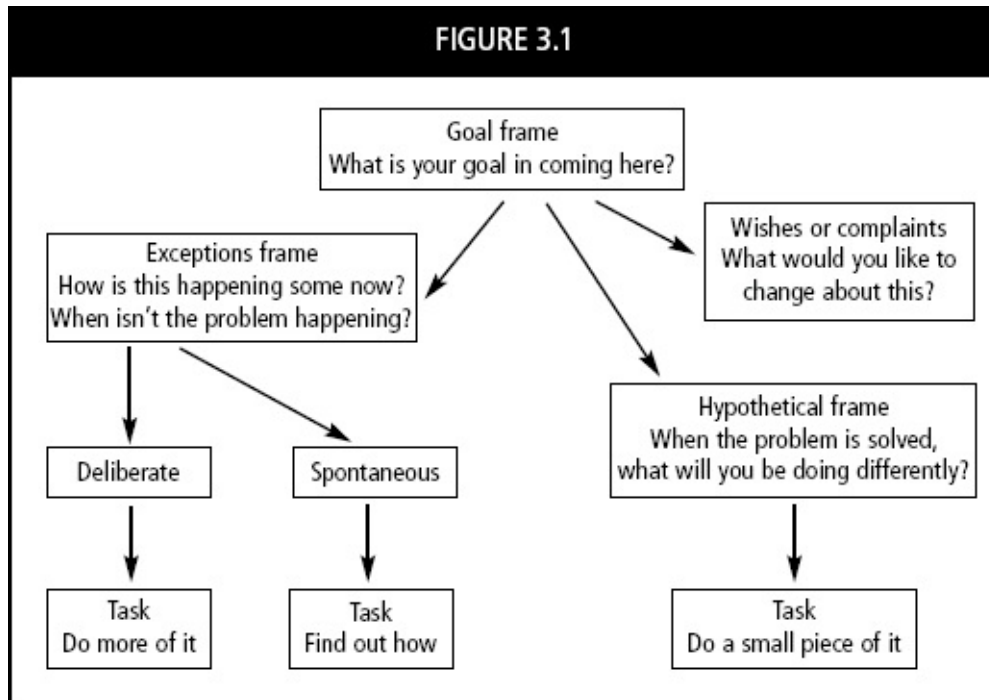 FIGURE 3.1
Goal frame
What is your goal in coming here?
Wishes or complaints
What would you like to
change about this?
Exceptions frame
How is this happening some now?
When isn't the problem happening?
Hypothetical frame
When the problem is solved,
what will you be doing differently?
Deliberate
Spontaneous
Task
Do more of it
Task
Find out how
Task
Do a small piece of it